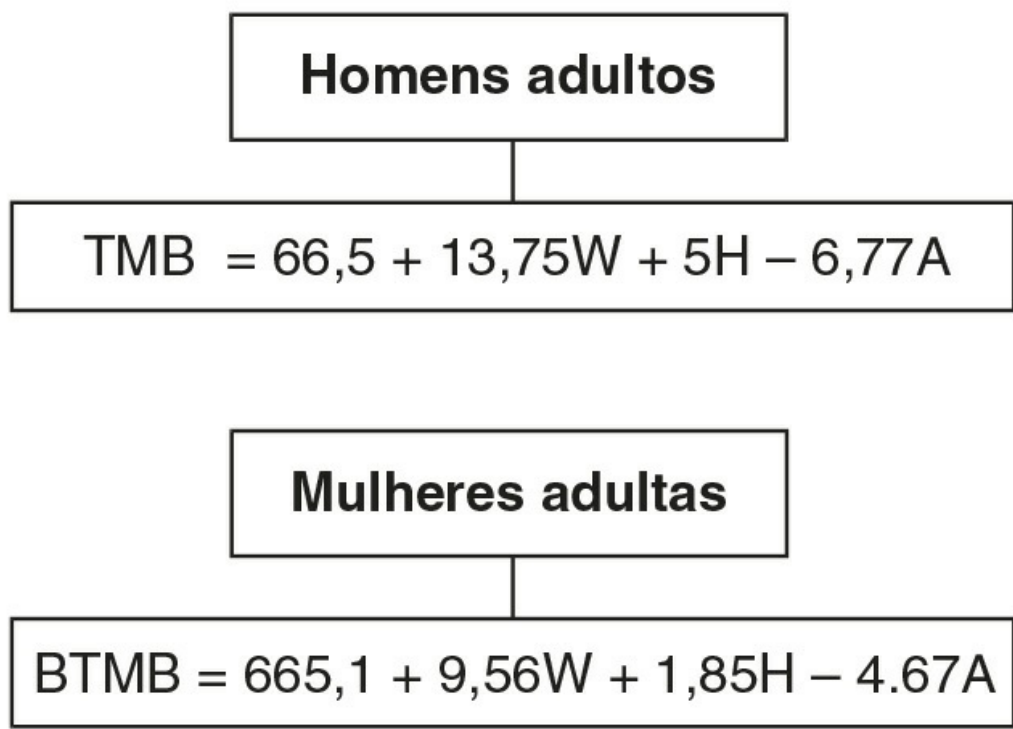 Homens adultos
TMB = 66,5 + 13,75W + 5H – 6,77A
Mulheres adultas
BTMB = 665,1 + 9,56W + 1,85H – 4.67A